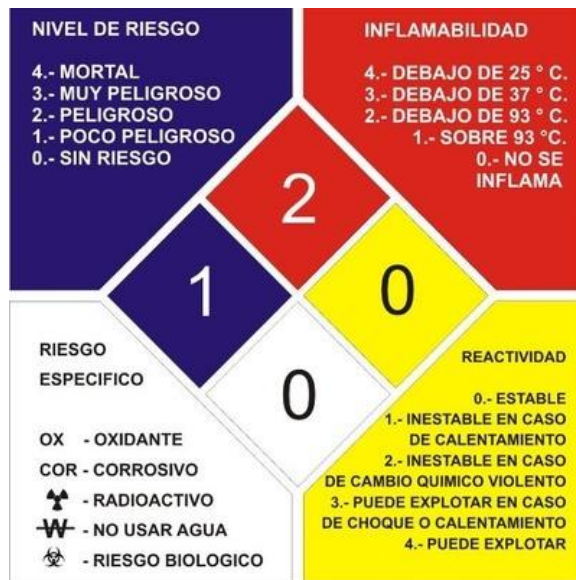 NIVEL DE RIESGO
4.- MORTAL
3.- MUY PELIGROSO
2.- PELIGROSO
1.- POCO PELIGROSO
0.- SIN RIESGO
INFLAMABILIDAD
4.- DEBAJO DE 25 ° C.
3.- DEBAJO DE 37 ° C.
2.- DEBAJO DE 93 °C.
1.- SOBRE 93 °C.
0.- NO SE
INFLAMA
2
1
0
0
RIESGO
ESPECIFICO
OX - OXIDANTE
COR - CORROSIVO
- RADIOACTIVO
W - NO USAR AGUA
- RIESGO BIOLOGICO
REACTIVIDAD
0.- ESTABLE
1.- INESTABLE EN CASO
DE CALENTAMIENTO
2.- INESTABLE EN CASO
DE CAMBIO QUIMICO VIOLENTO
3.- PUEDE EXPLOTAR EN CASO
DE CHOQUE O CALENTAMIENTO
4.- PUEDE EXPLOTAR